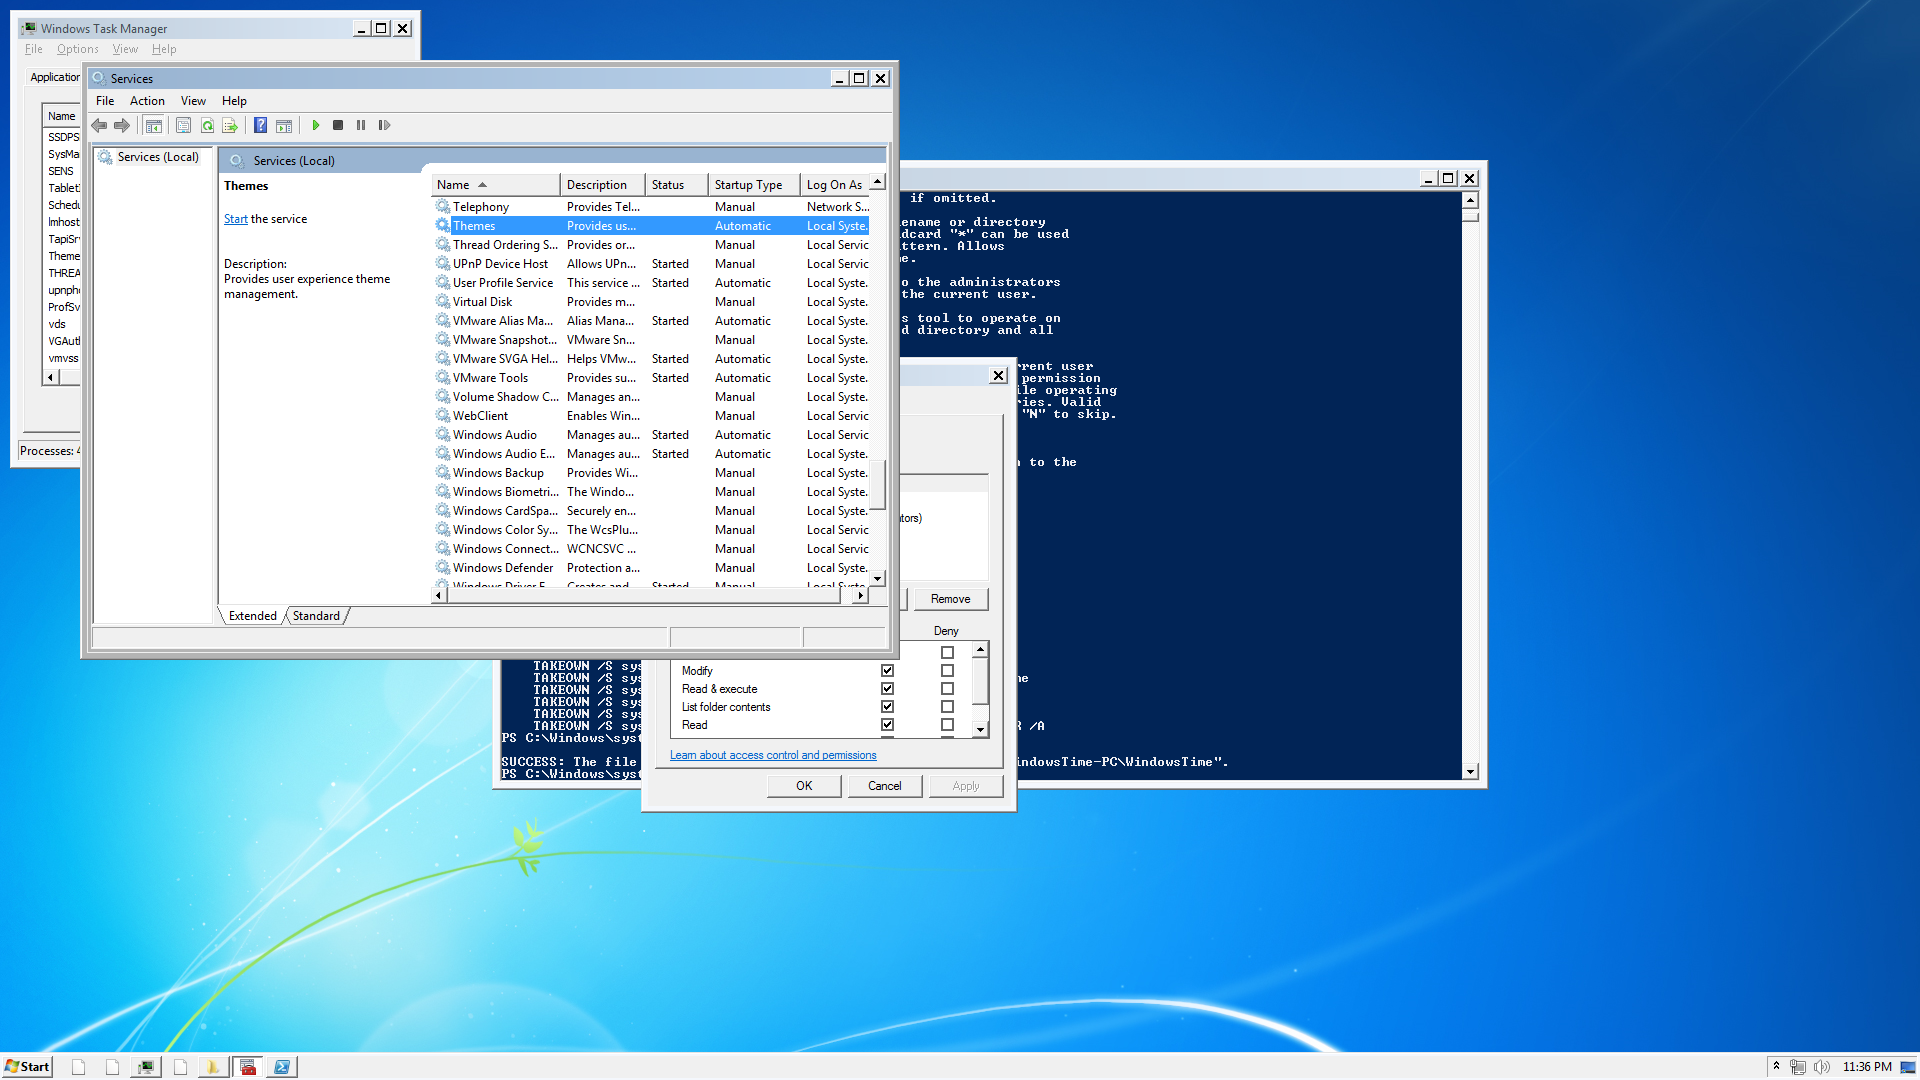 Windows Task Manager
File Options View Help
Application
Name
SSDPS
SysMa
SENS
Schedu
lmhost
TapiSrv
Theme
THREA
upnpho
ProfSv
vds
VGAuth
vmvss
Processes: 4
Services
File Action View Help
Services (Local)
Services (Local)
Themes
Start the service
Description:
Provides user experience theme
management.
Name Description Status Startup Type Log On As
Telephony Provides Tel... Manual Network S...
Themes Provides us... Automatic Local Syste.
Thread Ordering S... Provides or... Manual Local Servic
UPnP Device Host Allows UPn... Started Manual Local Servic
User Profile Service This service ... Started Automatic Local Syste.
Virtual Disk Provides m... Manual Local Syste.
VMware Alias Ma... Alias Mana... Started Automatic Local Syste.
VMware Snapshot... VMware Sn... Manual Local Syste.
VMware SVGA Hel... Helps VMw... Started Automatic Local Syste.
VMware Tools Provides su... Started Automatic Local Syste.
Volume Shadow C... Manages an... Manual Local Syste.
WebClient Enables Win... Manual Local Servic
Windows Audio Manages au... Started Automatic Local Servic
Windows Audio E... Manages au... Started Automatic Local Syste.
Windows Backup Provides Wi... Manual Local Syste.
Windows Biometri... The Windo... Manual Local Syste.
Windows CardSpa... Securely en... Manual Local Syste.
Windows Color Sy... The WcsPlu... Manual Local Servic
Windows Connect... WCNCSVC ... Manual Local Servic
Windows Defender Protection a... Manual Local Syste.
Windows Driver F... Creates and... Started Manual Local Syste.
Extended Standard
if omitted.
ename or directory
dcard "*" can be used
ttern. Allows
e.
o the administrators
the current user.
s tool to operate on
d directory and all
rrent user
permission
ile operating
ries. Valid
"N" to skip.
to the
TAKEOWN /S sys
TAKEOWN /S sys
TAKEOWN /S sys
TAKEOWN /S sys
TAKEOWN /S sys
TAKEOWN /S sys
/A
PS C:\Windows\syst
SUCCESS: The file
indowsTime-PC\WindowsTime".
PS C:\Windows\syst
ators)
Remove
Deny
Modify
Read & execute
List folder contents
Read
Learn about access control and permissions
OK Cancel Apply
Start
11:36 PM